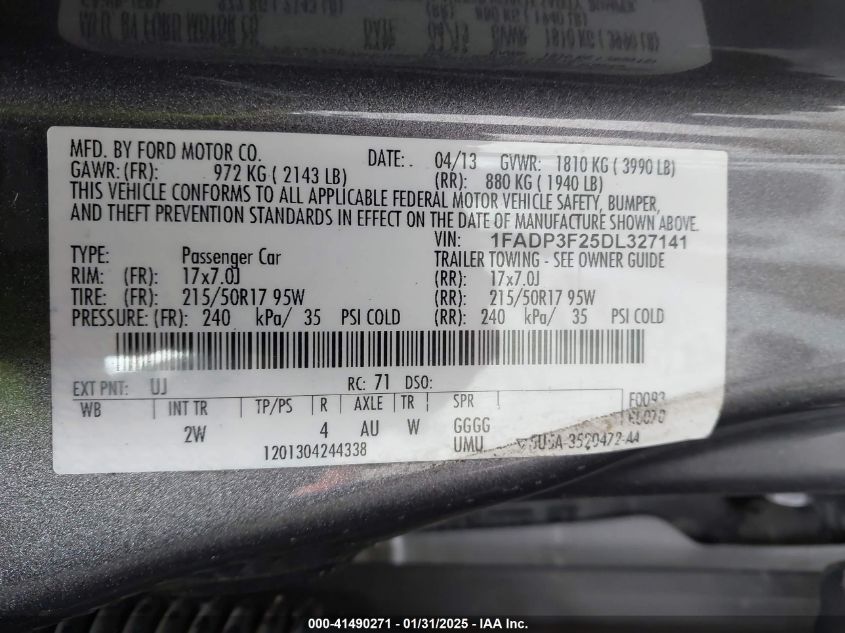 MFD. BY FORD MOTOR CO. DATE: 04/13 GVWR: 1810 KG ( 3990 LB)
GAWR: (FR): 972 KG ( 2143 LB) (RR): 880 KG ( 1940 LB)
THIS VEHICLE CONFORMS TO ALL APPLICABLE FEDERAL MOTOR VEHICLE SAFETY, BUMPER,
AND THEFT PREVENTION STANDARDS IN EFFECT ON THE DATE OF MANUFACTURE SHOWN ABOVE.
VIN: 1FADP3F25DL327141
TYPE: Passenger Car TRAILER TOWING - SEE OWNER GUIDE
RIM: (FR): 17x7.0J (RR): 17x7.0J
TIRE: (FR): 215/50R17 95W (RR): 215/50R17 95W
PRESSURE: (FR): 240 kPa/ 35 PSI COLD (RR): 240 kPa/ 35 PSI COLD
EXT PNT: UJ RC: 71 DSO:
WB INT TR TP/PS R AXLE TR SPR
2W 4 AU W GGGG
1201304244338 UMU
000-41490271 - 01/31/2025 - IAA Inc.